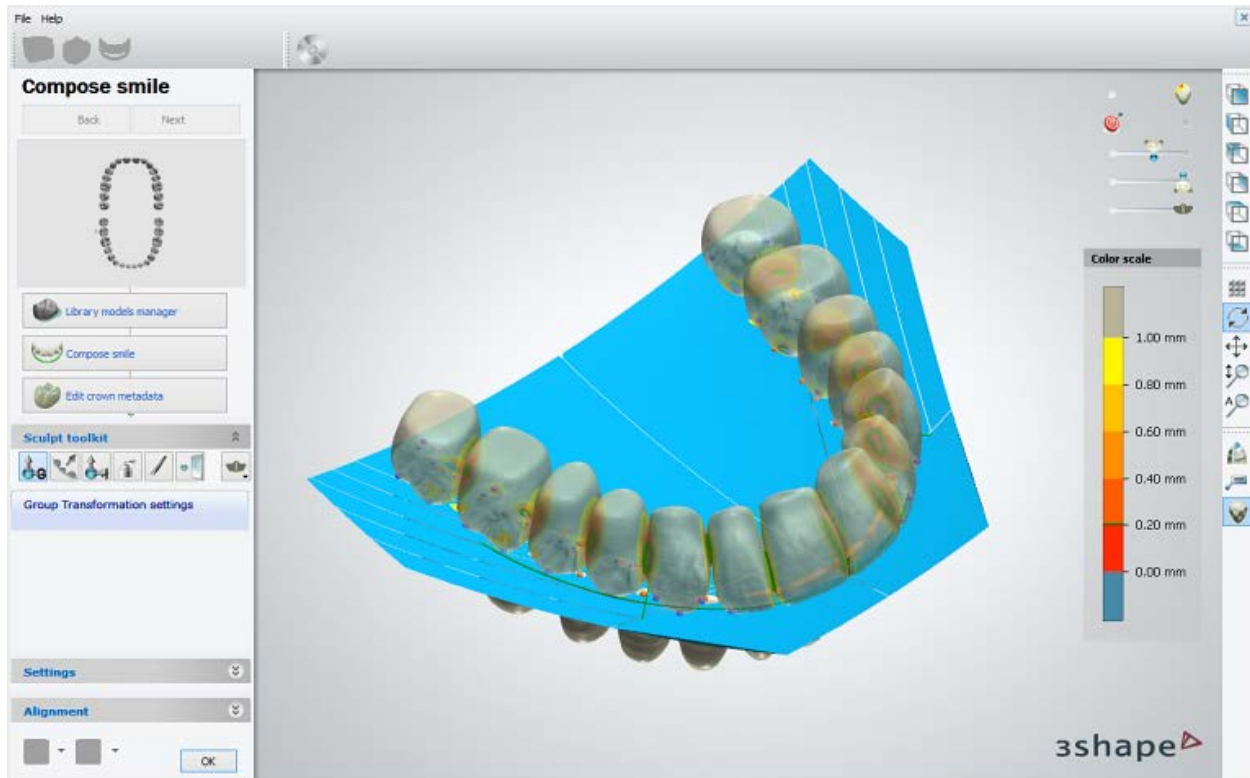 File Help
Compose smile
Back Next
Library models manager
Compose smile
Edit crown metadata
Sculpt toolkit
G
Group Transformation settings
Settings
Alignment
OK
Color scale
1.00 mm
0.80 mm
0.60 mm
0.40 mm
0.20 mm
0.00 mm
A
3shape